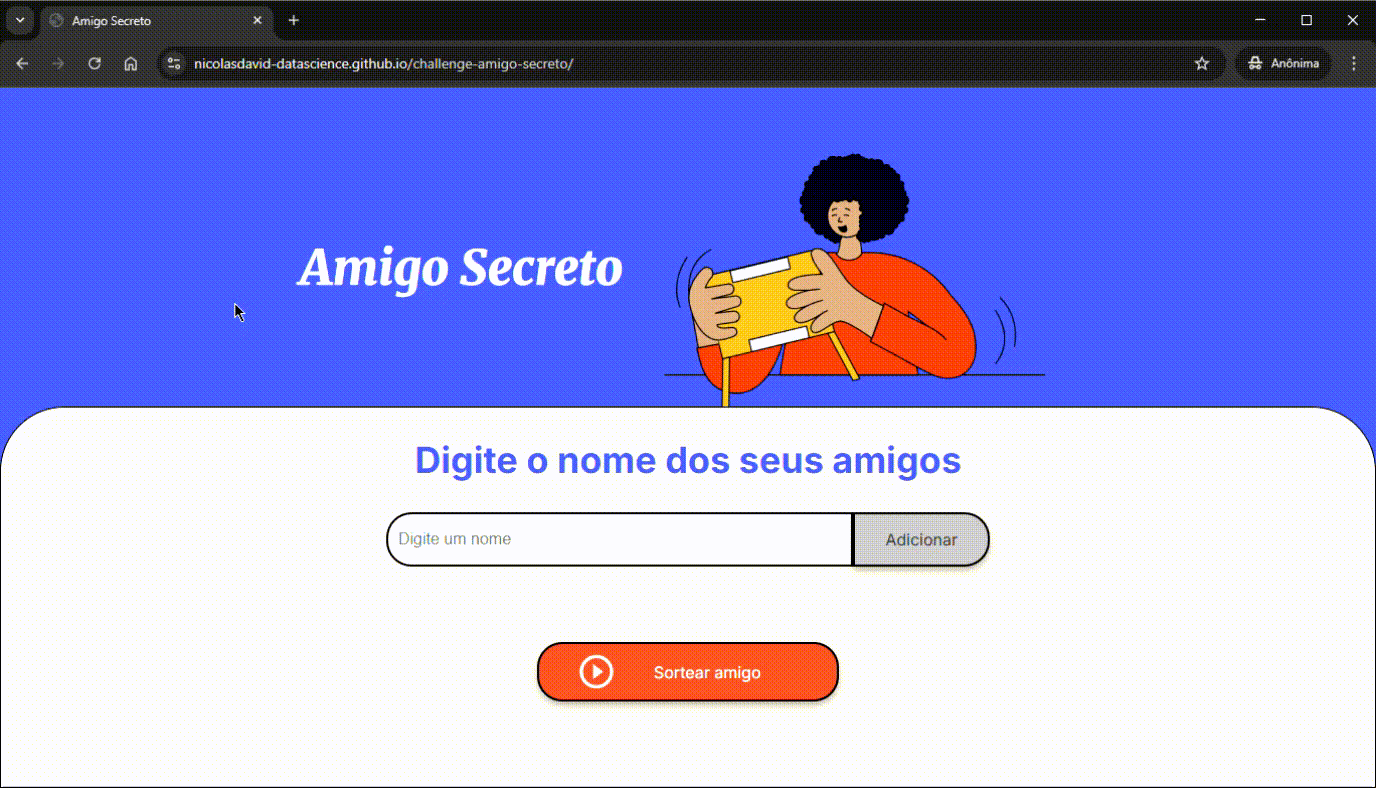 Amigo Secreto
nicolasdavid-datascience.github.io/challenge-amigo-secreto/
Anônima
Amigo Secreto
Digite o nome dos seus amigos
Digite um nome
Adicionar
Sortear amigo